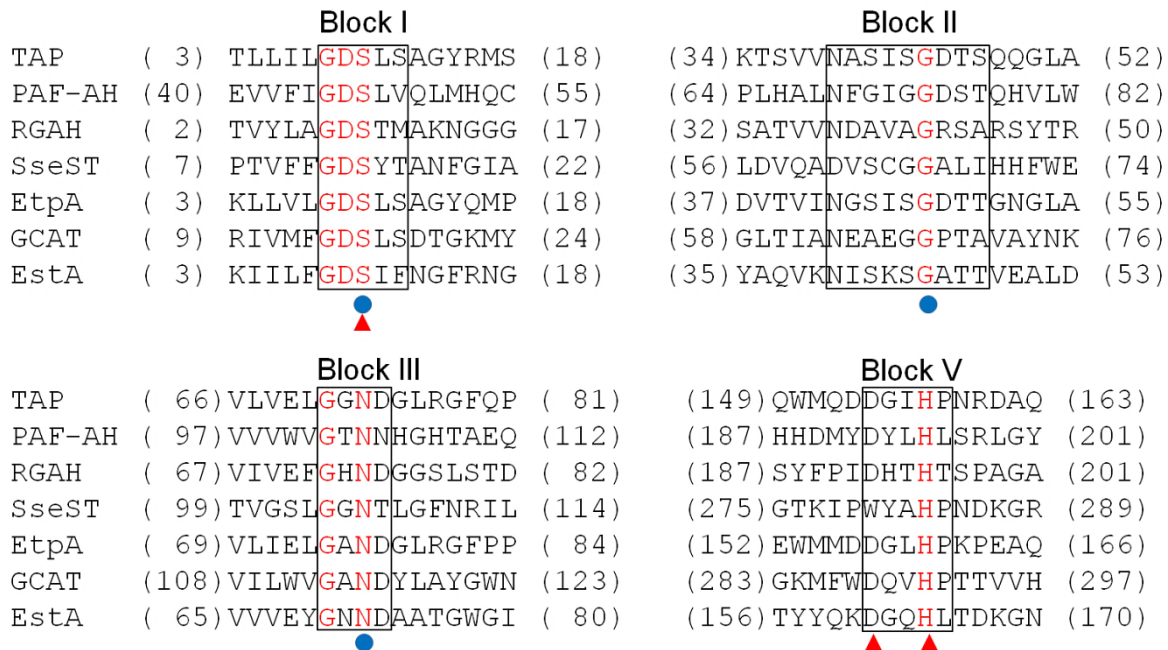 Block I Block II
TAP ( 3) TLLILGDSLSAGYRMS (18) (34)KTSVVNASISGDTSQQGLA (52)
PAF-AH (40) EVVFIGDSLVQLMHQC (55) (64)PLHALNFGIGGDSTQHVLW (82)
RGAH ( 2) TVYLAGDSTMAKNGGG (17) (32)SATVVNDAVAGRSARSYTR (50)
SseST ( 7) PTVFFGDSYTANFGIA (22) (56)LDVQADVSCGGALIHHFWE (74)
EtpA ( 3) KLLVLGDSLSAGYQMP (18) (37)DVTVINGSISGDTTGNGLA (55)
GCAT ( 9) RIVMFGDSLSDTGKMY (24) (58)GLTIANEAEGGPTAVAYNK (76)
EstA ( 3) KIILFGDSIFNGFRNG (18) (35)YAQVKNISKSGATTVEALD (53)
Block III Block V
TAP ( 66)VLVELGGNDGLRGFQP ( 81) (149)QWMQDDGIHPNRDAQ (163)
PAF-AH ( 97)VVVWVGTNNHGHTAEQ (112) (187)HHDMYDYLHLSRLGY (201)
RGAH ( 67)VIVEFGHNDGGSLSTD ( 82) (187)SYFPIDHTHTSPAGA (201)
SseST ( 99)TVGSLGGNTLGFNRIL (114) (275)GTKIPWYAHPNDKGR (289)
EtpA ( 69)VLIELGANDGLRGFPP ( 84) (152)EWMMDDGLHPKPEAQ (166)
GCAT (108)VILWVGANDYLAYGWN (123) (283)GKMFWDQVHPTTVVH (297)
EstA ( 65)VVVEYGNNDAATGWGI ( 80) (156)TYYQKDGQHLTDKGN (170)